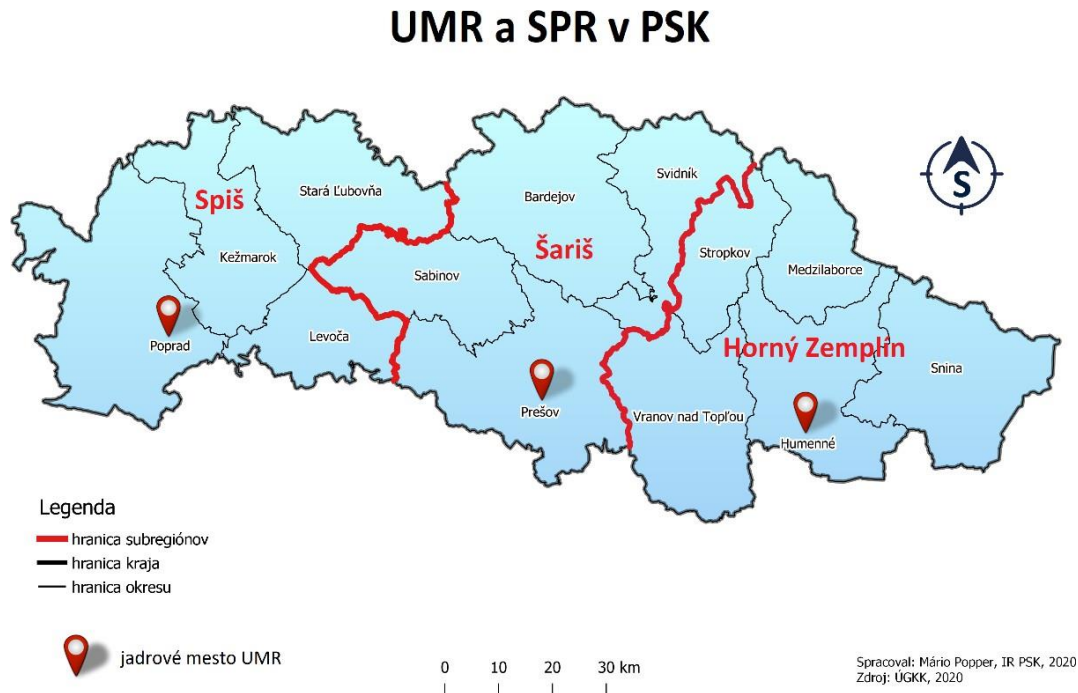 UMR a SPR v PSK
Svidník
Stará Ľubovňa
Bardejov
Spiš
Šariš
Kežmarok
Stropkov
Sabinov
Medzilaborce
Levoča
Poprad
Horný Zemplín
Snina
Prešov
Vranov nad Topľou
Humenné
S
Legenda
hranica subregiónov
hranica kraja
hranica okresu
jadrové mesto UMR
0 10 20 30 km
Spracoval: Mário Popper, IR PSK, 2020
Zdroj: ÚGKK, 2020